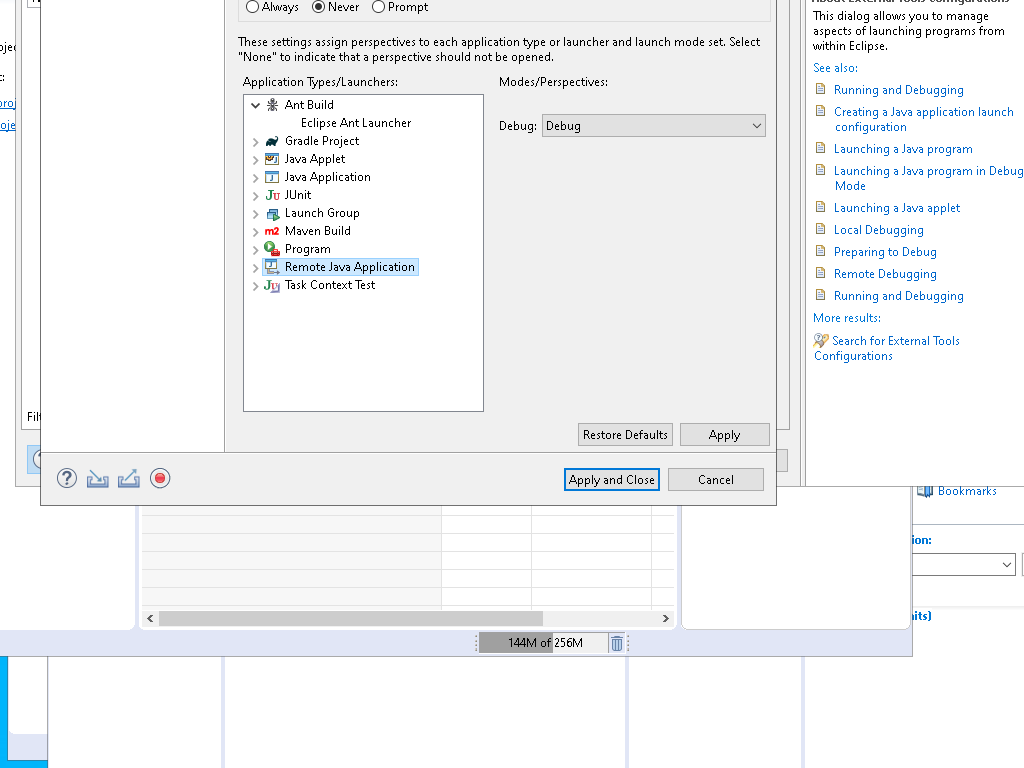 Always
Never
Prompt
These settings assign perspectives to each application type or launcher and launch mode set. Select
"None" to indicate that a perspective should not be opened.
Application Types/Launchers:
Modes/Perspectives:
Ant Build
Eclipse Ant Launcher
Gradle Project
Java Applet
Java Application
JUnit
Launch Group
Maven Build
Program
Remote Java Application
Task Context Test
Debug:
Debug
Restore Defaults
Apply
Apply and Close
Cancel
About External Tools Configurations
This dialog allows you to manage
aspects of launching programs from
within Eclipse.
See also:
Running and Debugging
Creating a Java application launch
configuration
Launching a Java program
Launching a Java program in Debug
Mode
Launching a Java applet
Local Debugging
Preparing to Debug
Remote Debugging
Running and Debugging
More results:
Search for External Tools
Configurations
Bookmarks
ion:
its)
144M of 256M